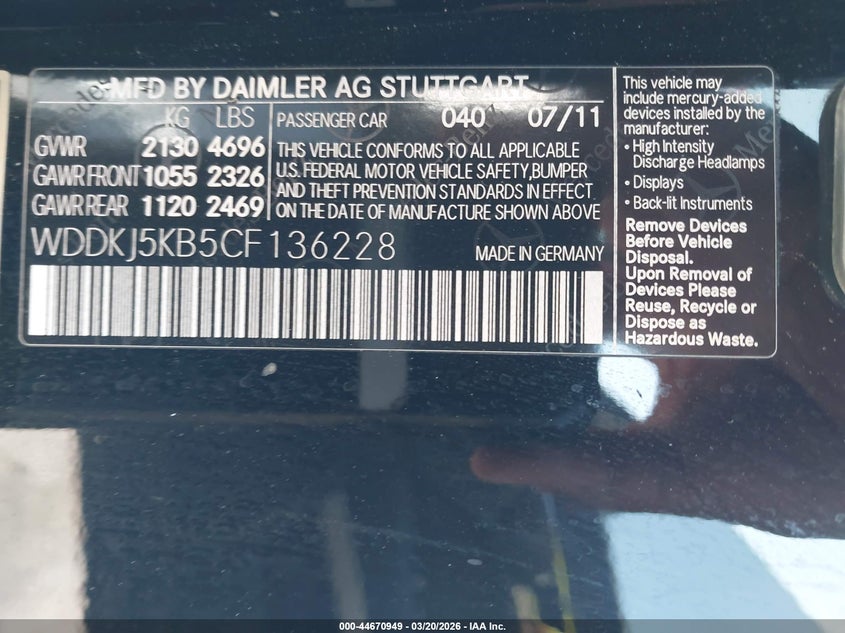 MFD BY DAIMLER AG STUTTGART
KG LBS
GVWR 2130 4696
GAWR FRONT 1055 2326
GAWR REAR 1120 2469
PASSENGER CAR 040 07/11
THIS VEHICLE CONFORMS TO ALL APPLICABLE
U.S. FEDERAL MOTOR VEHICLE SAFETY,BUMPER
AND THEFT PREVENTION STANDARDS IN EFFECT
ON THE DATE OF MANUFACTURE SHOWN ABOVE
WDDKJ5KB5CF136228
MADE IN GERMANY
This vehicle may
include mercury-added
devices installed by the
manufacturer:
• High Intensity
Discharge Headlamps
• Displays
• Back-lit Instruments
Remove Devices
Before Vehicle
Disposal.
Upon Removal of
Devices Please
Reuse, Recycle or
Dispose as
Hazardous Waste.
000-44670949 | 03/20/2026 - IAA Inc.